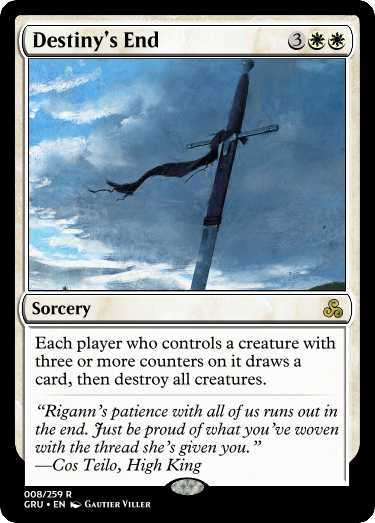 Destiny's End 3
Sorcery
Each player who controls a creature with
three or more counters on it draws a
card, then destroy all creatures.
“Rigann's patience with all of us runs out in
the end. Just be proud of what you've woven
with the thread she's given you.”
—Cos Teilo, High King
008/259 R
GRU • EN Gautier Viller